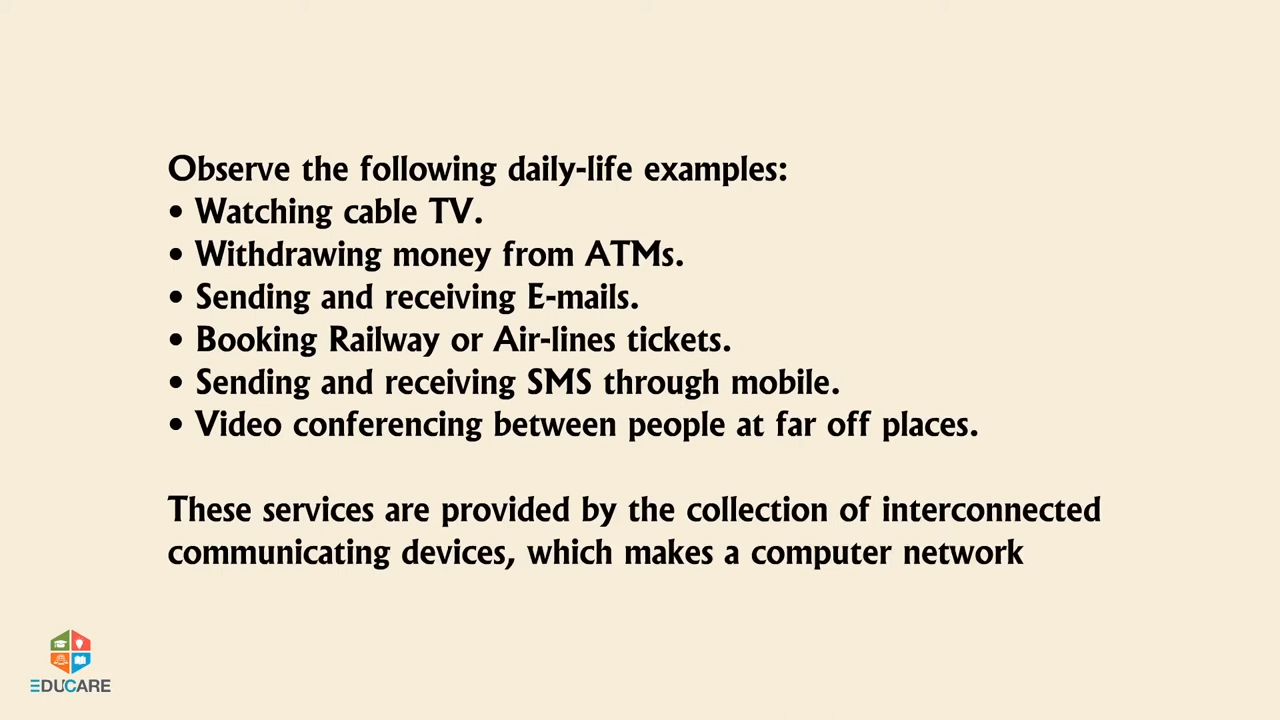 Observe the following daily-life examples:
• Watching cable TV.
• Withdrawing money from ATMs.
• Sending and receiving E-mails.
• Booking Railway or Air-lines tickets.
• Sending and receiving SMS through mobile.
• Video conferencing between people at far off places.
These services are provided by the collection of interconnected
communicating devices, which makes a computer network
EDUCARE